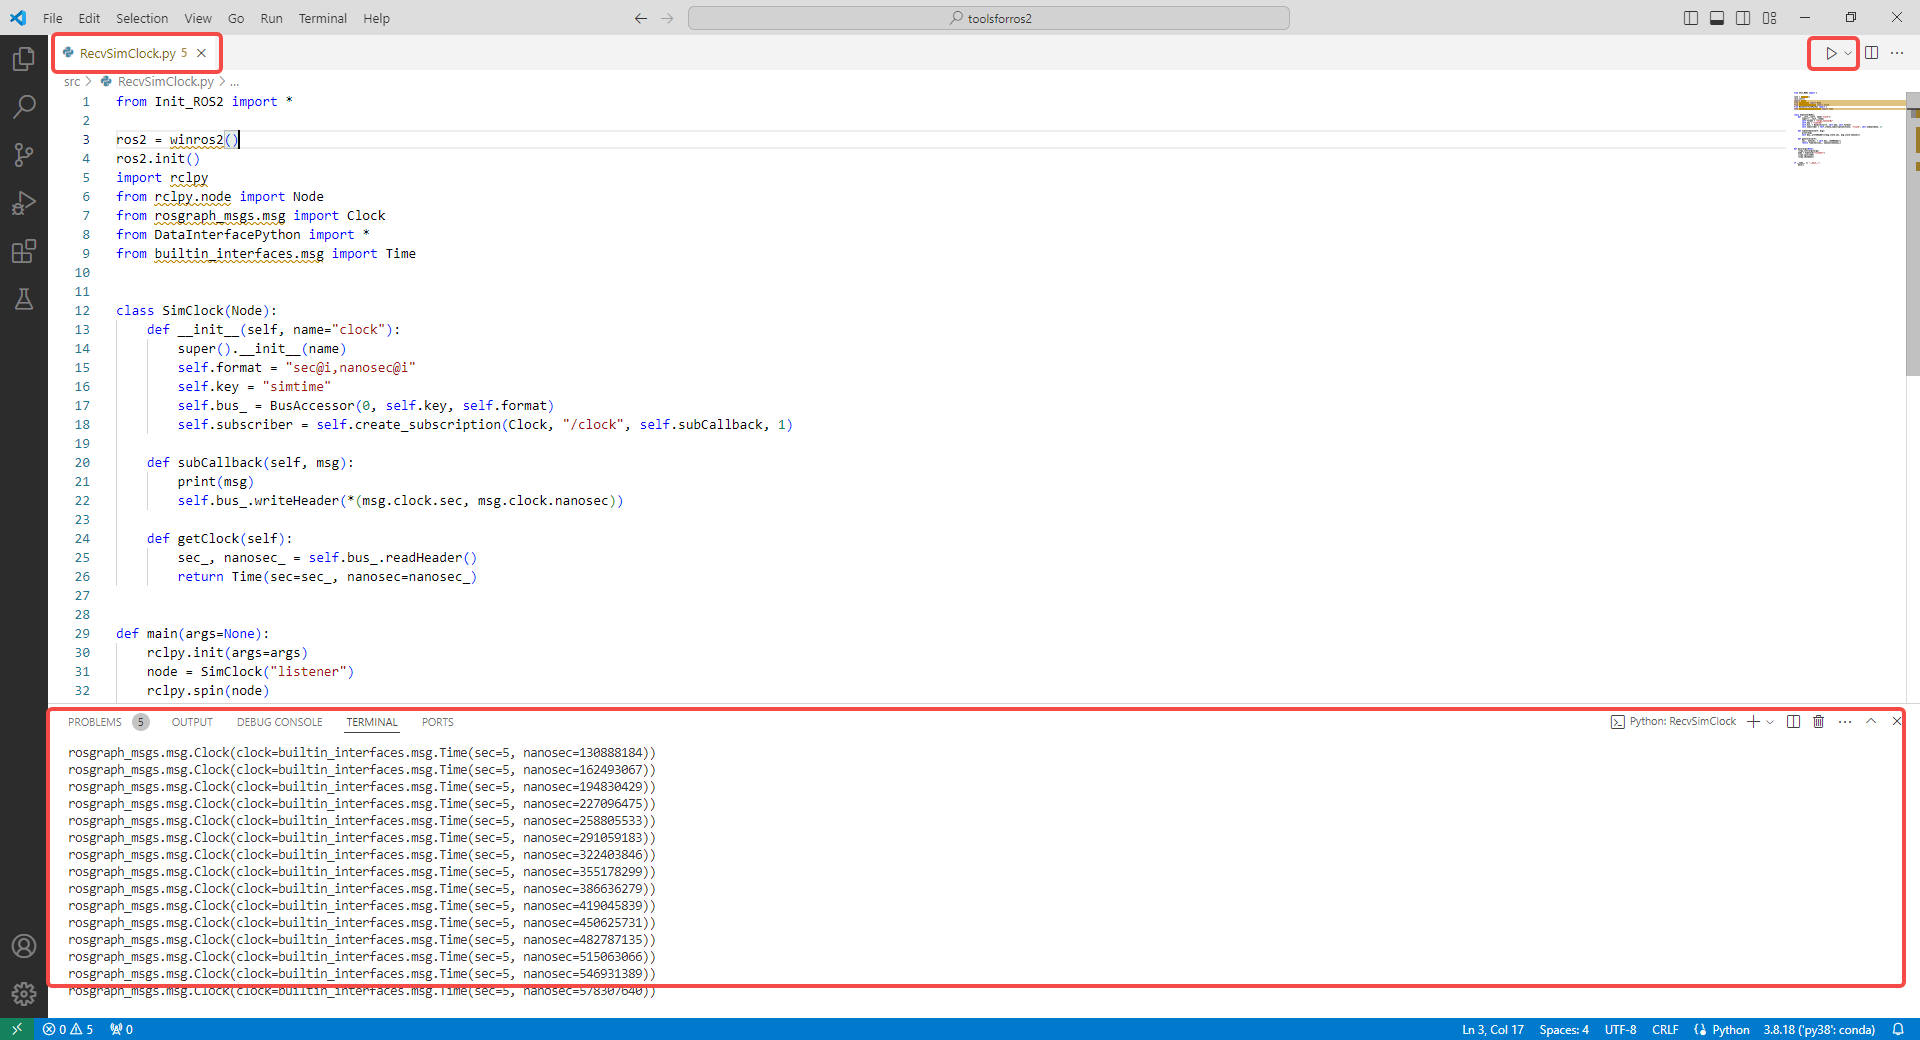 File Edit Selection View Go Run Terminal Help toolsforros2
RecvSimClock.py 5
src > RecvSimClock.py > ...
1 from Init_ROS2 import *
2
3 ros2 = winros2()
4 ros2.init()
5 import rclpy
6 from rclpy.node import Node
7 from rosgraph_msgs.msg import Clock
8 from DataInterfacePython import *
9 from builtin_interfaces.msg import Time
10
11
12 class SimClock(Node):
13 def __init__(self, name="clock"):
14 super().__init__(name)
15 self.format = "sec@i,nanosec@i"
16 self.key = "simtime"
17 self.bus_ = BusAccessor(0, self.key, self.format)
18 self.subscriber = self.create_subscription(Clock, "/clock", self.subCallback, 1)
19
20 def subCallback(self, msg):
21 print(msg)
22 self.bus_.writeHeader(*(msg.clock.sec, msg.clock.nanosec))
23
24 def getClock(self):
25 sec_, nanosec_ = self.bus_.readHeader()
26 return Time(sec=sec_, nanosec=nanosec_)
27
28
29 def main(args=None):
30 rclpy.init(args=args)
31 node = SimClock("listener")
32 rclpy.spin(node)
PROBLEMS 5 OUTPUT DEBUG CONSOLE TERMINAL PORTS Python: RecvSimClock
rosgraph_msgs.msg.Clock(clock=builtin_interfaces.msg.Time(sec=5, nanosec=130888184))
rosgraph_msgs.msg.Clock(clock=builtin_interfaces.msg.Time(sec=5, nanosec=162493067))
rosgraph_msgs.msg.Clock(clock=builtin_interfaces.msg.Time(sec=5, nanosec=194830429))
rosgraph_msgs.msg.Clock(clock=builtin_interfaces.msg.Time(sec=5, nanosec=227096475))
rosgraph_msgs.msg.Clock(clock=builtin_interfaces.msg.Time(sec=5, nanosec=258805533))
rosgraph_msgs.msg.Clock(clock=builtin_interfaces.msg.Time(sec=5, nanosec=291059183))
rosgraph_msgs.msg.Clock(clock=builtin_interfaces.msg.Time(sec=5, nanosec=322403846))
rosgraph_msgs.msg.Clock(clock=builtin_interfaces.msg.Time(sec=5, nanosec=355178299))
rosgraph_msgs.msg.Clock(clock=builtin_interfaces.msg.Time(sec=5, nanosec=386636279))
rosgraph_msgs.msg.Clock(clock=builtin_interfaces.msg.Time(sec=5, nanosec=419045839))
rosgraph_msgs.msg.Clock(clock=builtin_interfaces.msg.Time(sec=5, nanosec=450625731))
rosgraph_msgs.msg.Clock(clock=builtin_interfaces.msg.Time(sec=5, nanosec=482787135))
rosgraph_msgs.msg.Clock(clock=builtin_interfaces.msg.Time(sec=5, nanosec=515063066))
rosgraph_msgs.msg.Clock(clock=builtin_interfaces.msg.Time(sec=5, nanosec=546931389))
rosgraph_msgs.msg.Clock(clock=builtin_interfaces.msg.Time(sec=5, nanosec=578307640))
0 5 0 Ln 3, Col 17 Spaces: 4 UTF-8 CRLF Python 3.8.18 ('py38': conda)